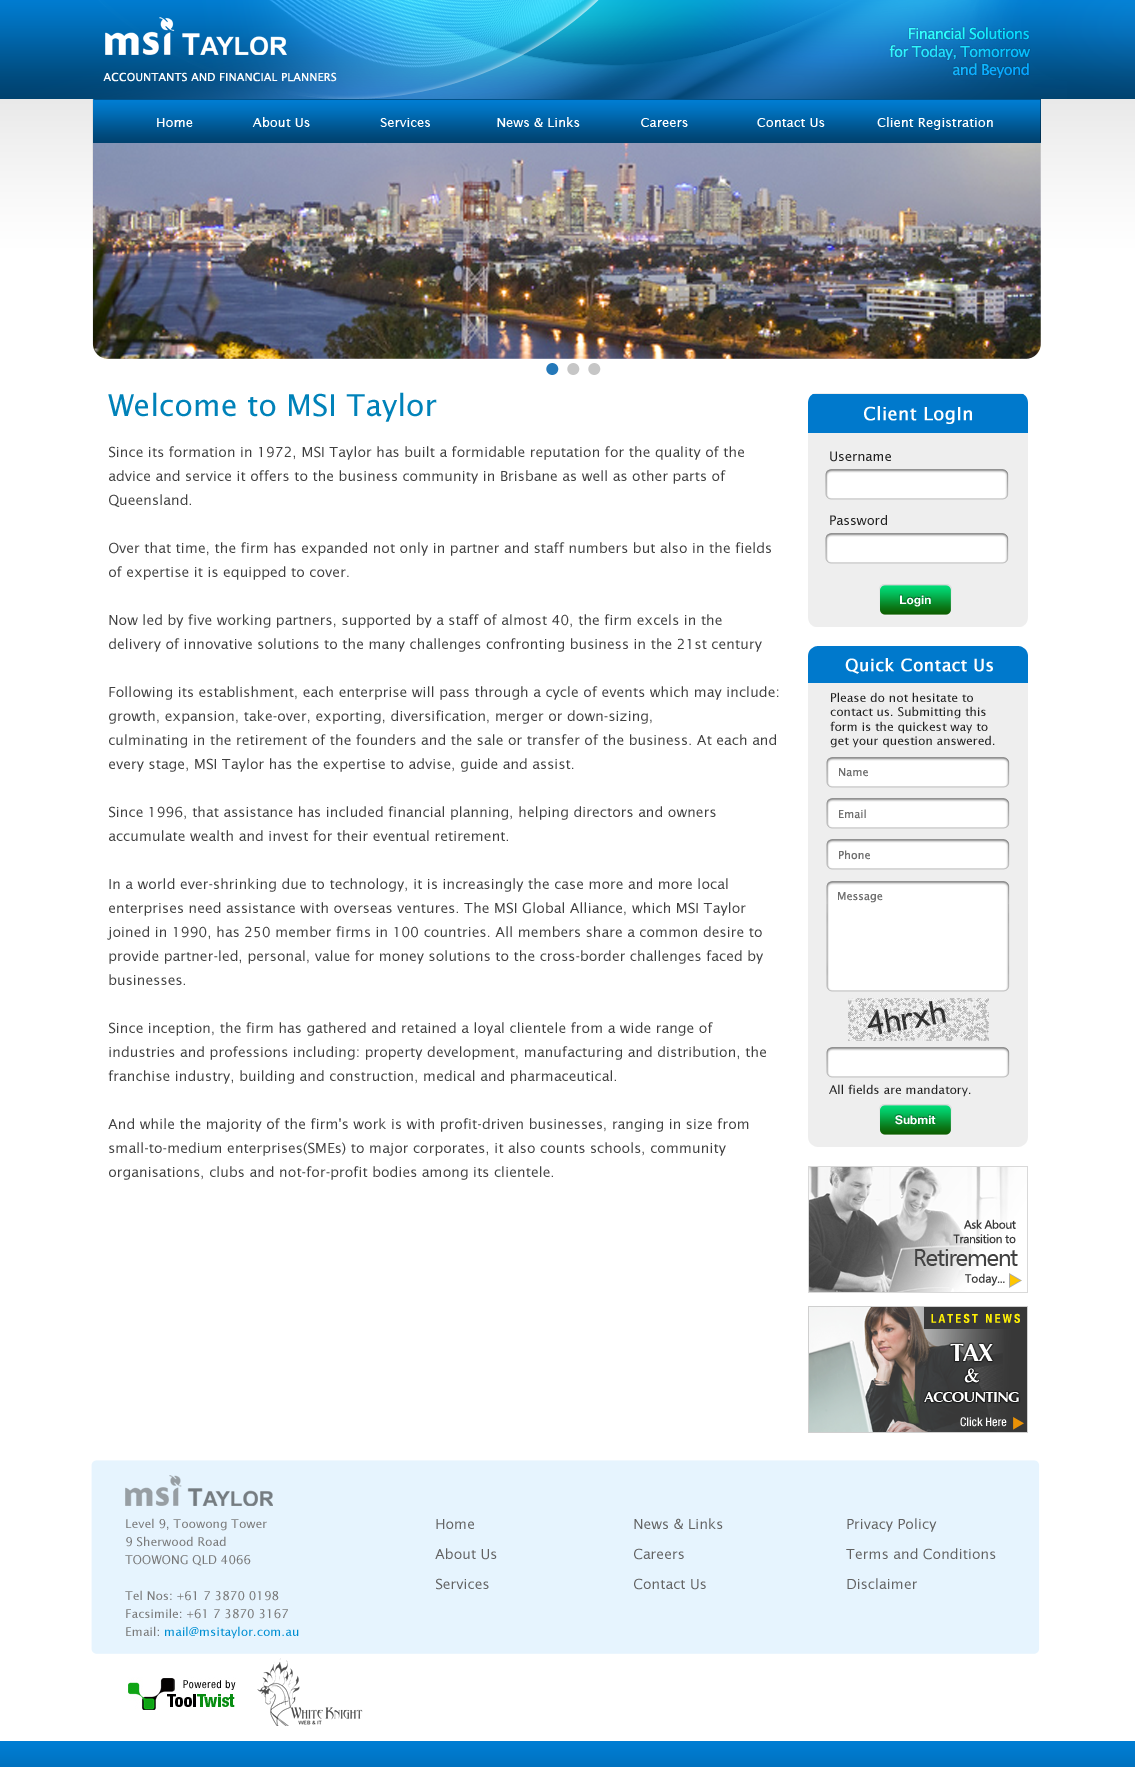 msi TAYLOR
ACCOUNTANTS AND FINANCIAL PLANNERS
Financial Solutions
for Today, Tomorrow
and Beyond
Home About Us Services News & Links Careers Contact Us Client Registration
Welcome to MSI Taylor
Since its formation in 1972, MSI Taylor has built a formidable reputation for the quality of the
advice and service it offers to the business community in Brisbane as well as other parts of
Queensland.
Over that time, the firm has expanded not only in partner and staff numbers but also in the fields
of expertise it is equipped to cover.
Now led by five working partners, supported by a staff of almost 40, the firm excels in the
delivery of innovative solutions to the many challenges confronting business in the 21st century
Following its establishment, each enterprise will pass through a cycle of events which may include:
growth, expansion, take-over, exporting, diversification, merger or down-sizing,
culminating in the retirement of the founders and the sale or transfer of the business. At each and
every stage, MSI Taylor has the expertise to advise, guide and assist.
Since 1996, that assistance has included financial planning, helping directors and owners
accumulate wealth and invest for their eventual retirement.
In a world ever-shrinking due to technology, it is increasingly the case more and more local
enterprises need assistance with overseas ventures. The MSI Global Alliance, which MSI Taylor
joined in 1990, has 250 member firms in 100 countries. All members share a common desire to
provide partner-led, personal, value for money solutions to the cross-border challenges faced by
businesses.
Since inception, the firm has gathered and retained a loyal clientele from a wide range of
industries and professions including: property development, manufacturing and distribution, the
franchise industry, building and construction, medical and pharmaceutical.
And while the majority of the firm's work is with profit-driven businesses, ranging in size from
small-to-medium enterprises(SMEs) to major corporates, it also counts schools, community
organisations, clubs and not-for-profit bodies among its clientele.
Client LogIn
Username
Password
Login
Quick Contact Us
Please do not hesitate to
contact us. Submitting this
form is the quickest way to
get your question answered.
Name
Email
Phone
Message
4hrxh
All fields are mandatory.
Submit
Ask About
Transition to
Retirement
Today...
LATEST NEWS
TAX
&
ACCOUNTING
Click Here
msi TAYLOR
Level 9, Toowong Tower
9 Sherwood Road
TOOWONG QLD 4066
Tel Nos: +61 7 3870 0198
Facsimile: +61 7 3870 3167
Email: mail@msitaylor.com.au
Home
About Us
Services
News & Links
Careers
Contact Us
Privacy Policy
Terms and Conditions
Disclaimer
Powered by
ToolTwist
WHITE KNIGHT
WEB & IT